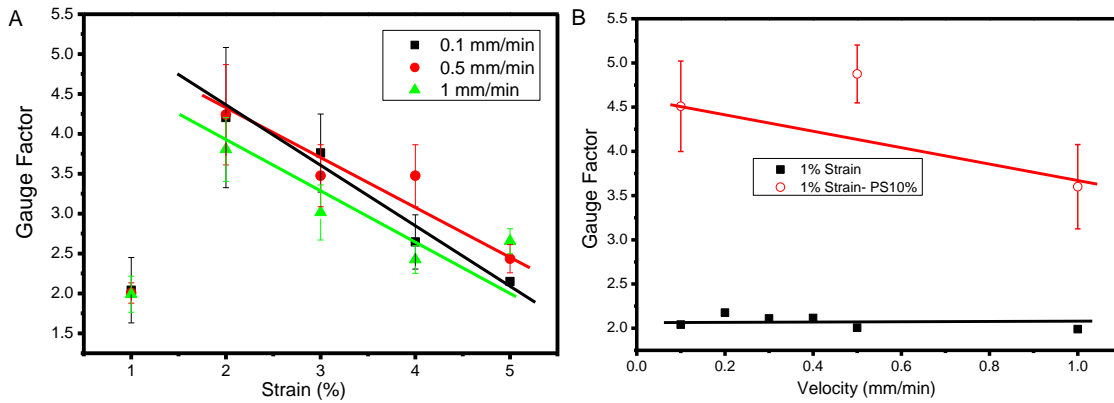 A
5.0
4.5
4.0
3.5
3.0
2.5
2.0
1.5
Gauge Factor
1 2 3 4 5
Strain (%)
0.1 mm/min
0.5 mm/min
1 mm/min
B
5.5
5.0
4.5
4.0
3.5
3.0
2.5
2.0
Gauge Factor
0.0 0.2 0.4 0.6 0.8 1.0
Velocity (mm/min)
1% Strain
1% Strain- PS10%